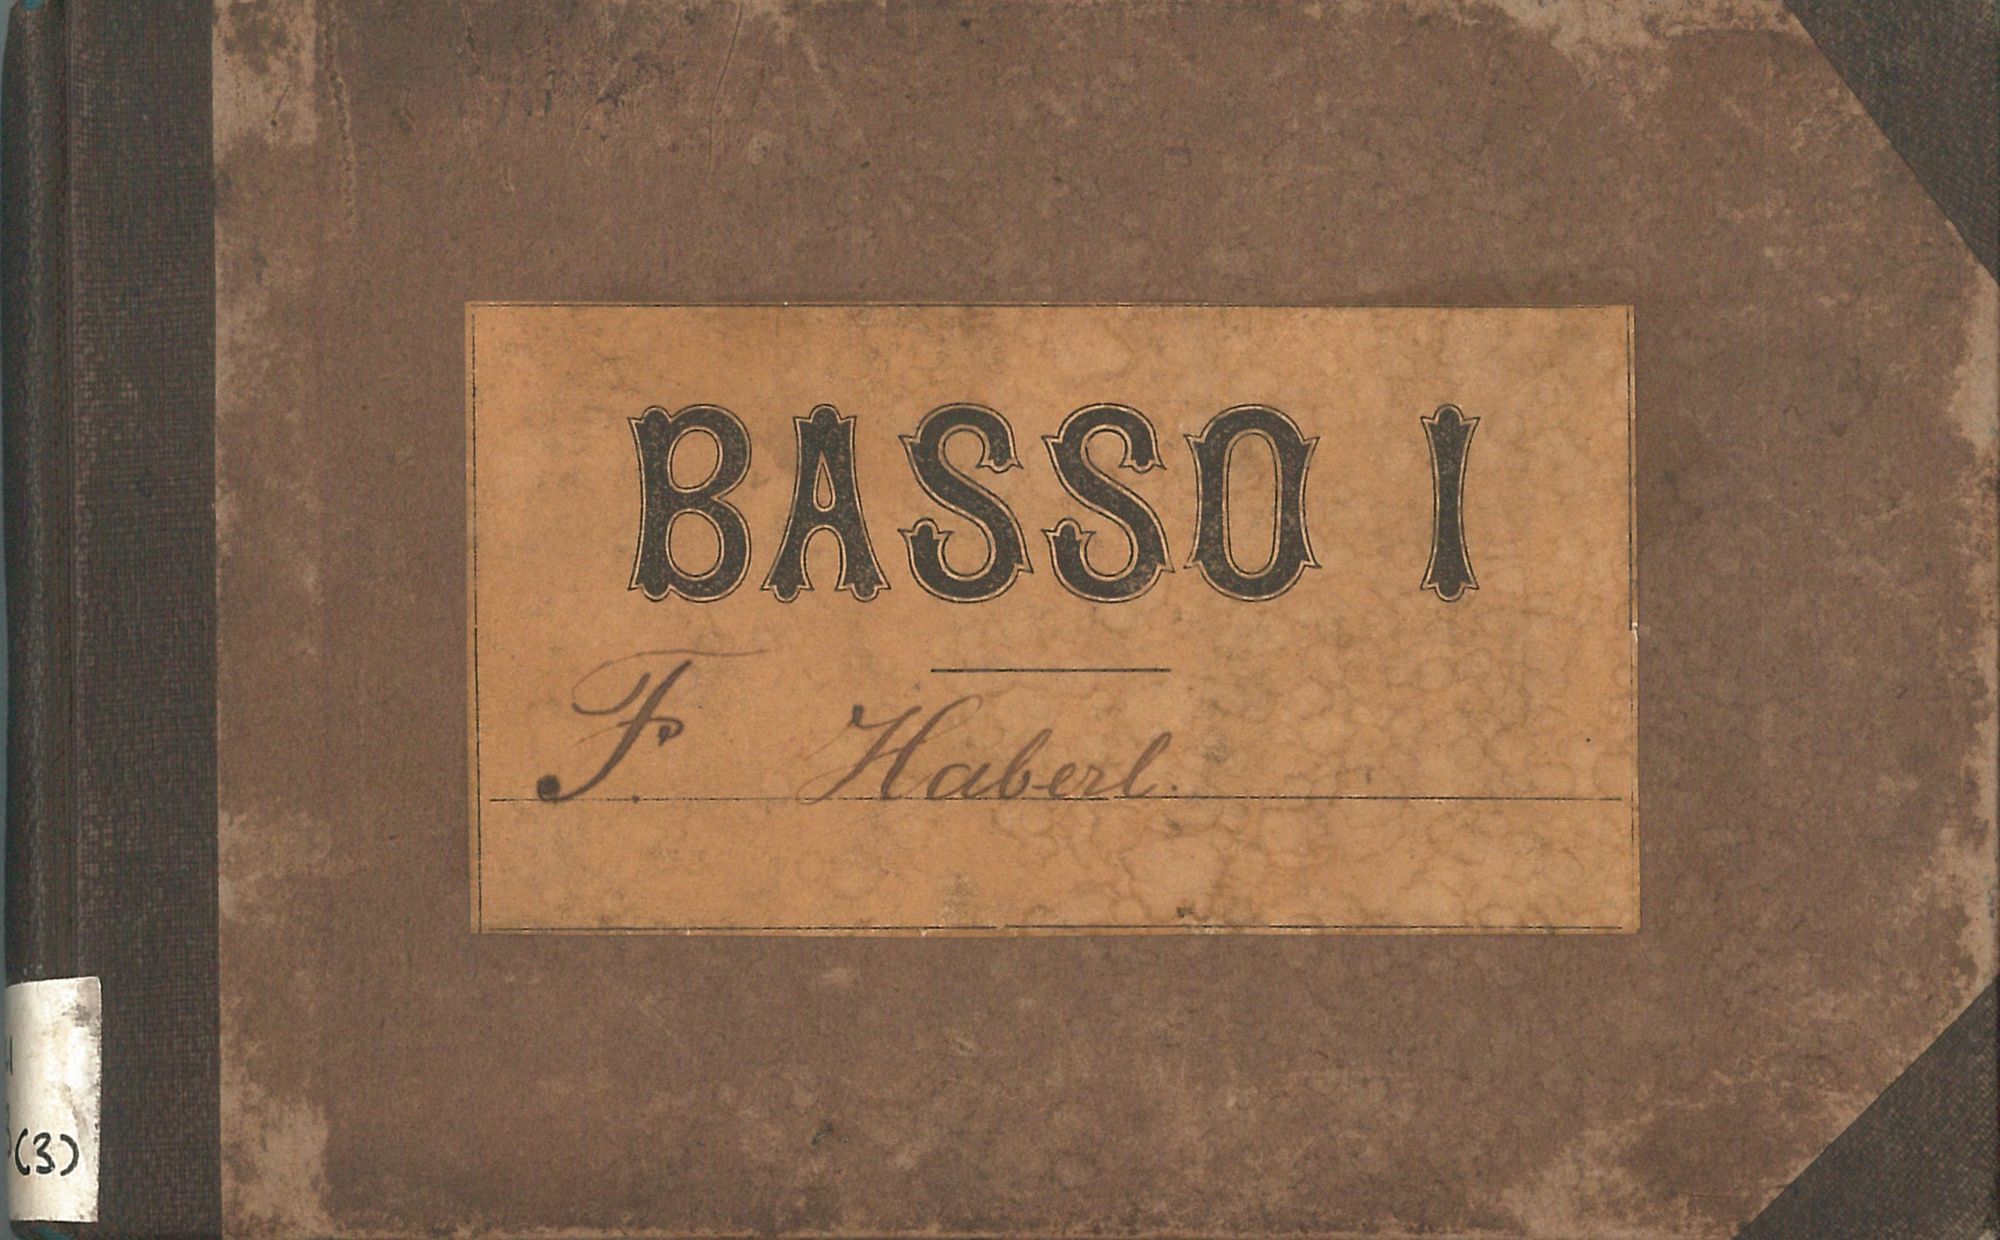 BASSO I
F. Haberl.
(3)